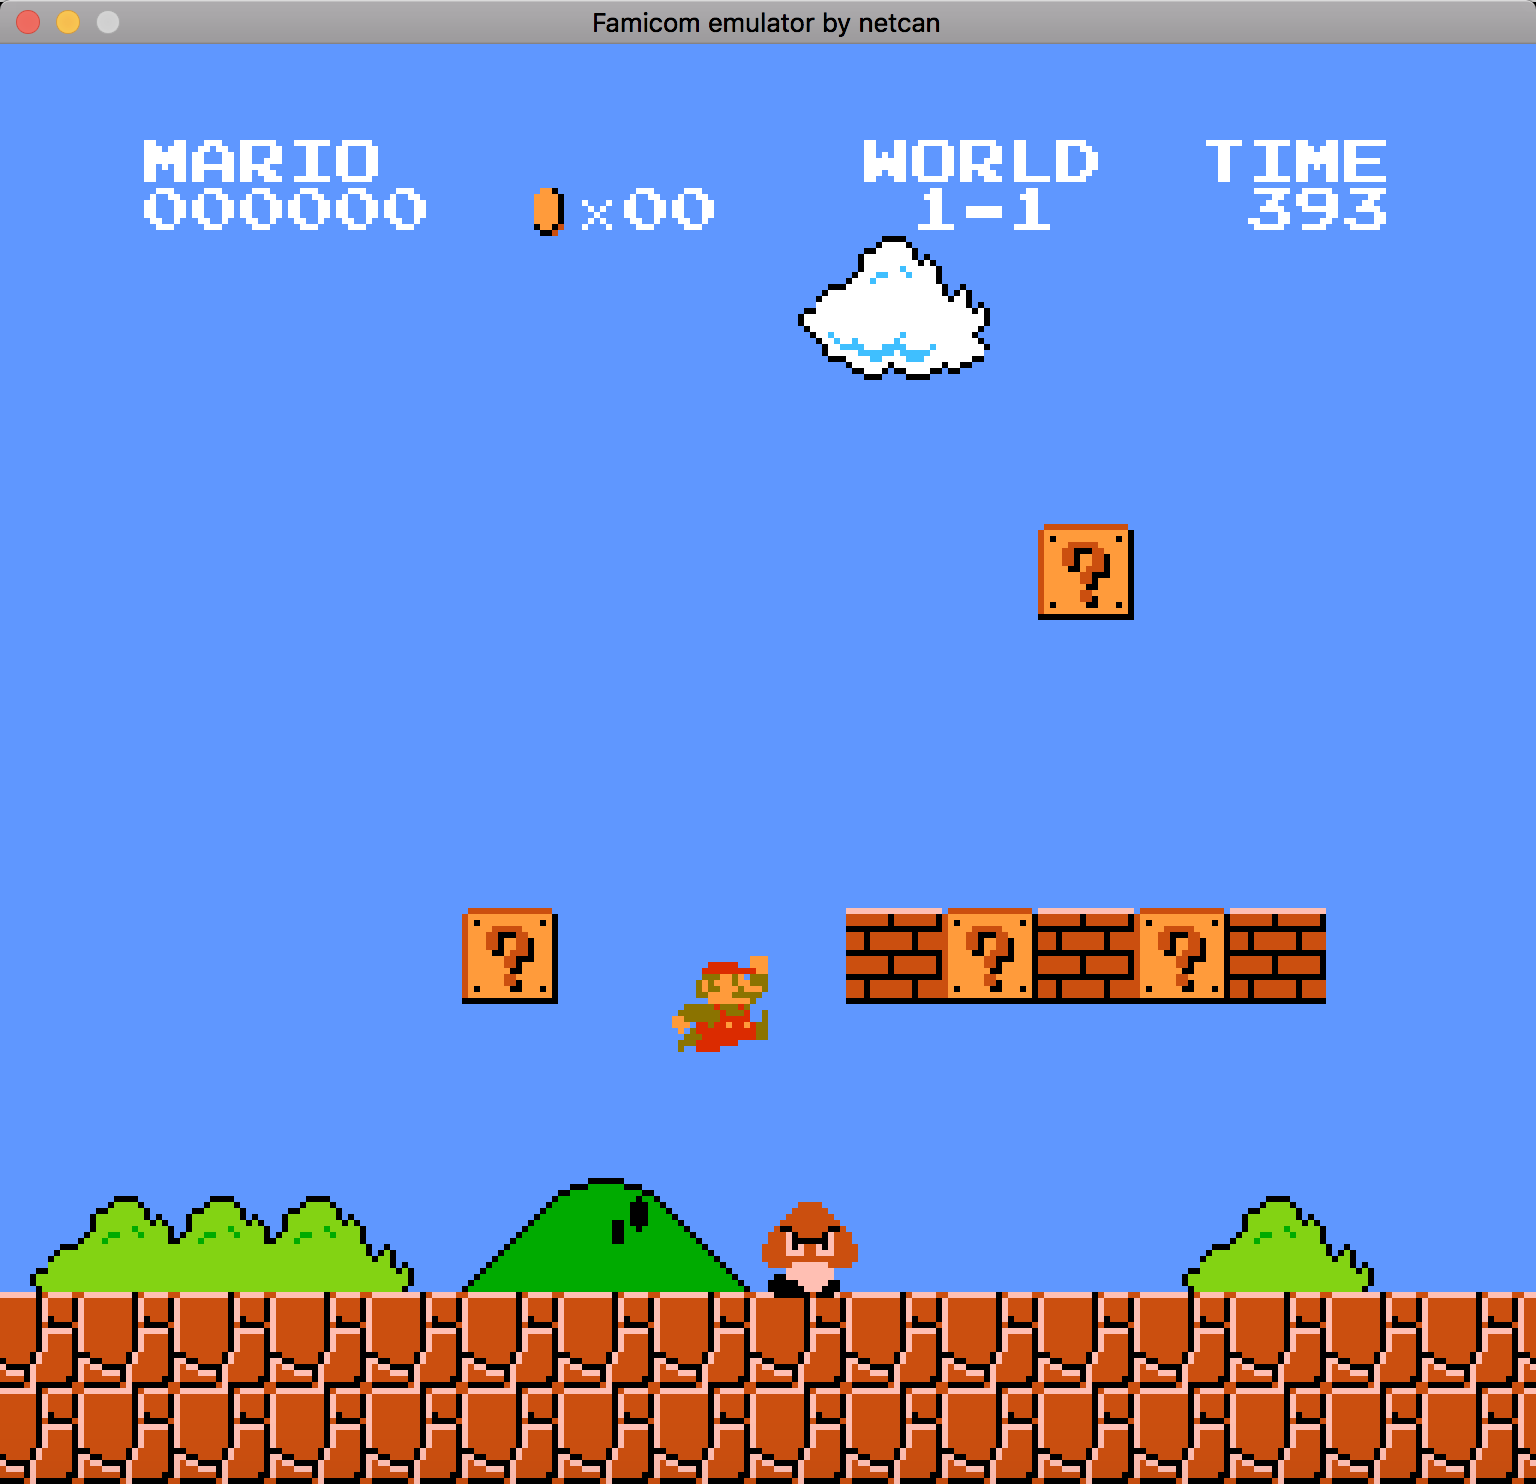 Famicom emulator by netcan
MARIO WORLD TIME
000000 x00 1-1 393
?
? ? ?